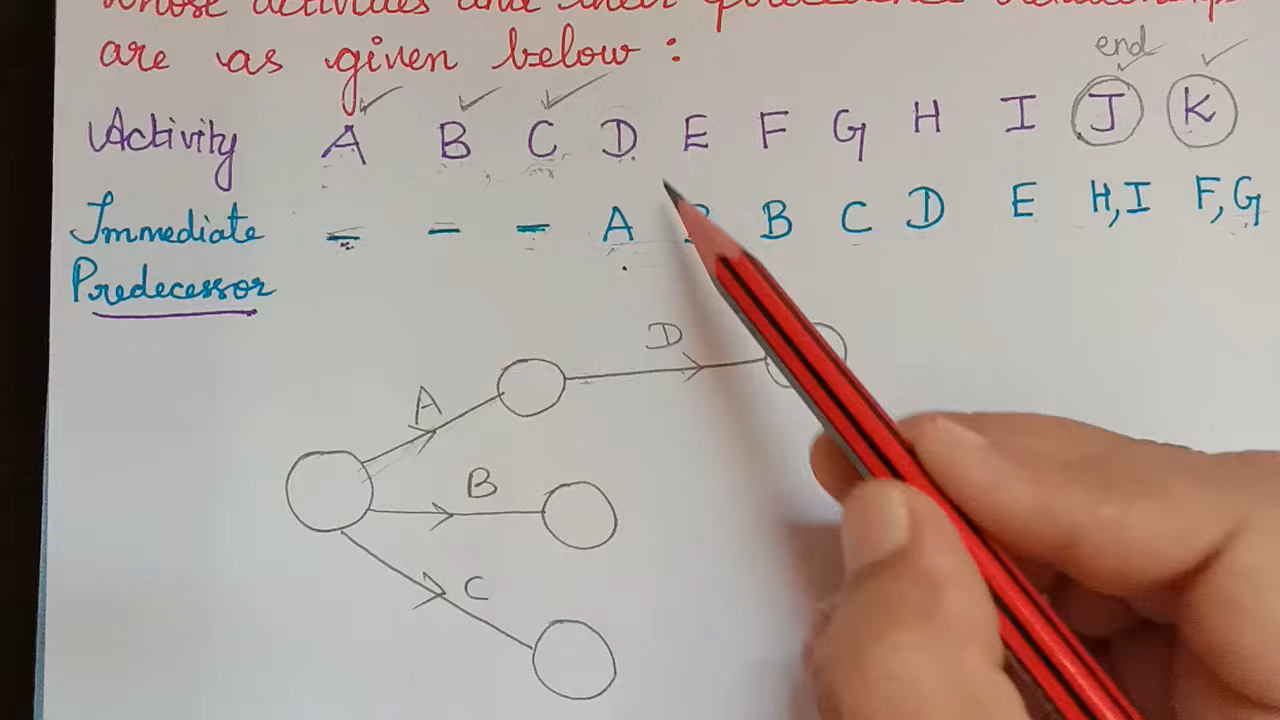 are as given below :
end
Activity A B C D E F G H I J K
Immediate - - - A B C D E H,I F,G
Predecessor
D
A
B
C